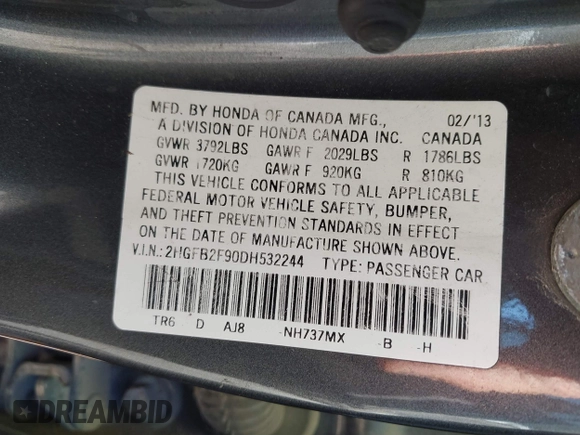 MFD. BY HONDA OF CANADA MFG., 02/'13
A DIVISION OF HONDA CANADA INC. CANADA
GVWR 3792LBS GAWR F 2029LBS R 1786LBS
GVWR 1720KG GAWR F 920KG R 810KG
THIS VEHICLE CONFORMS TO ALL APPLICABLE
FEDERAL MOTOR VEHICLE SAFETY, BUMPER,
AND THEFT PREVENTION STANDARDS IN EFFECT
ON THE DATE OF MANUFACTURE SHOWN ABOVE.
V.I.N.:2HGFB2F90DH532244 TYPE: PASSENGER CAR
TR6 D AJ8 -NH737MX -B -H
DREAMBID